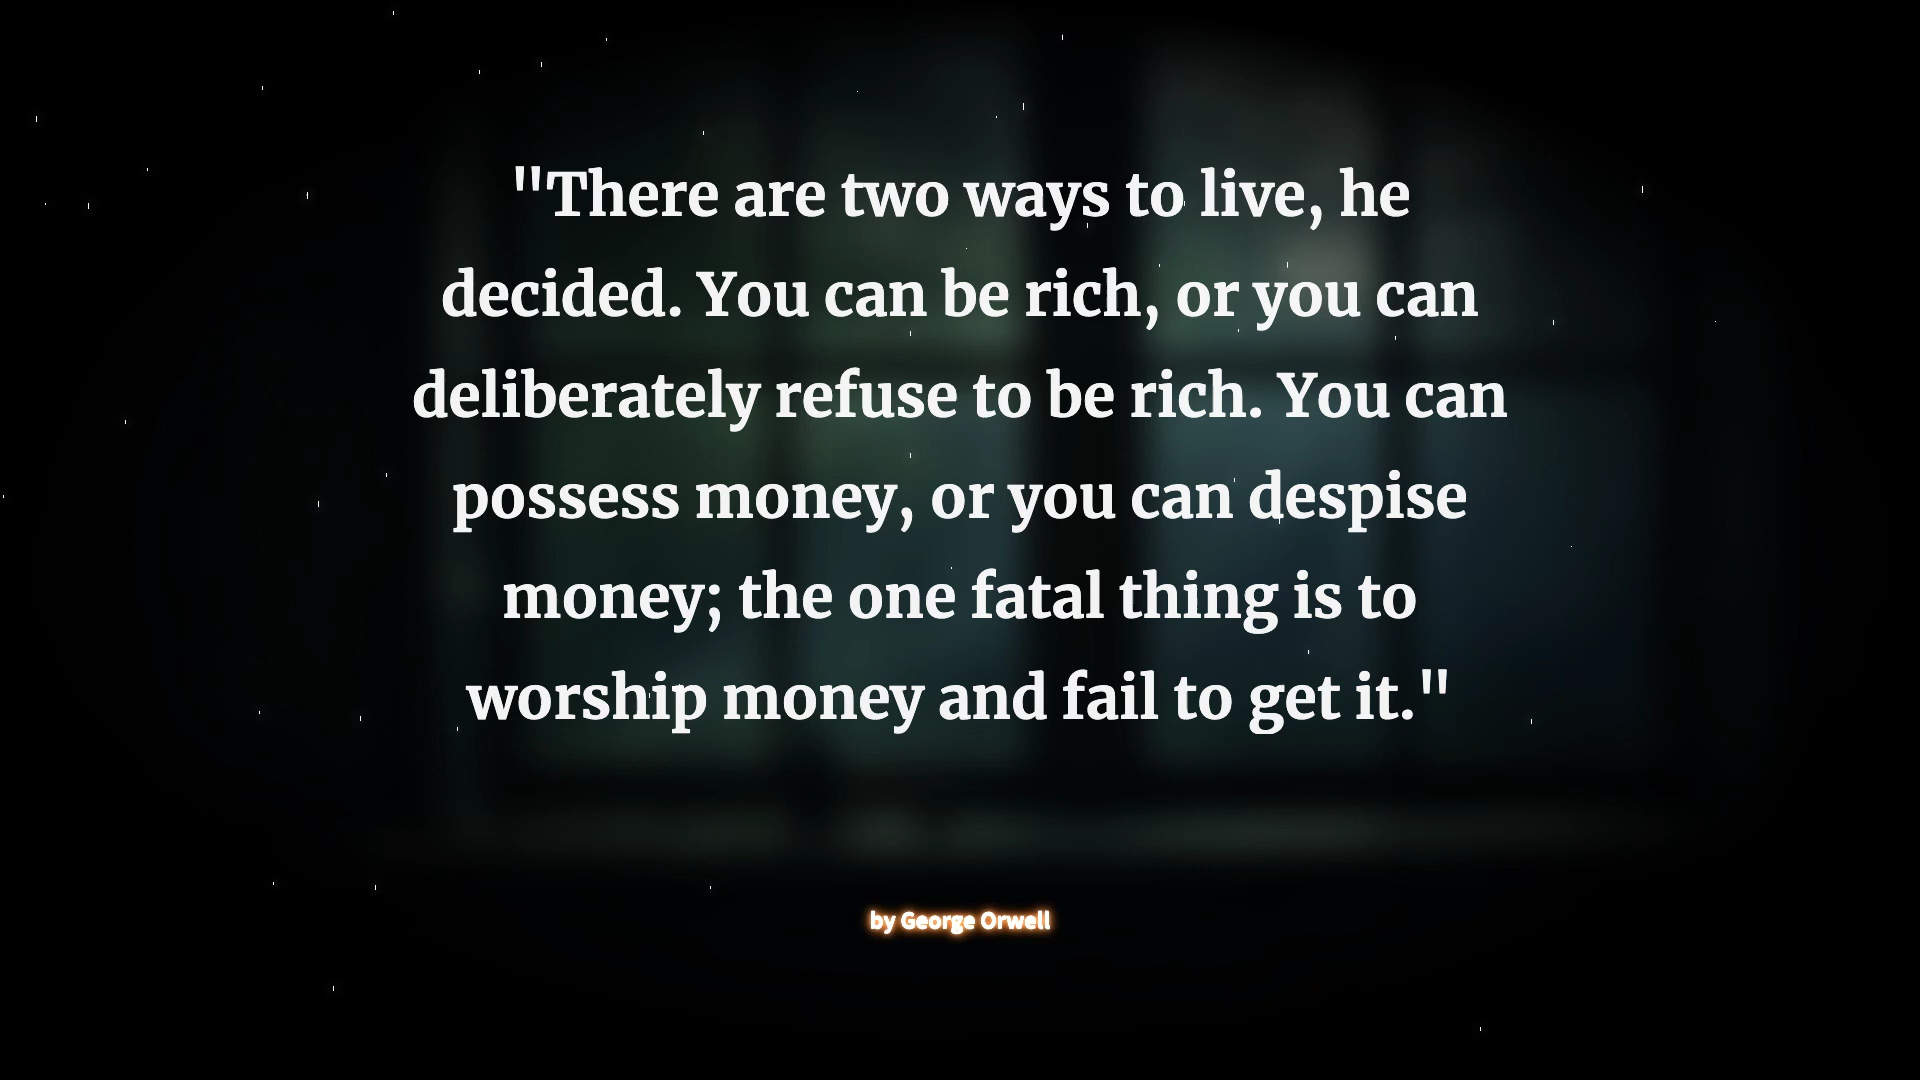 "There are two ways to live, he
decided. You can be rich, or you can
deliberately refuse to be rich. You can
possess money, or you can despise
money; the one fatal thing is to
worship money and fail to get it."
by George Orwell